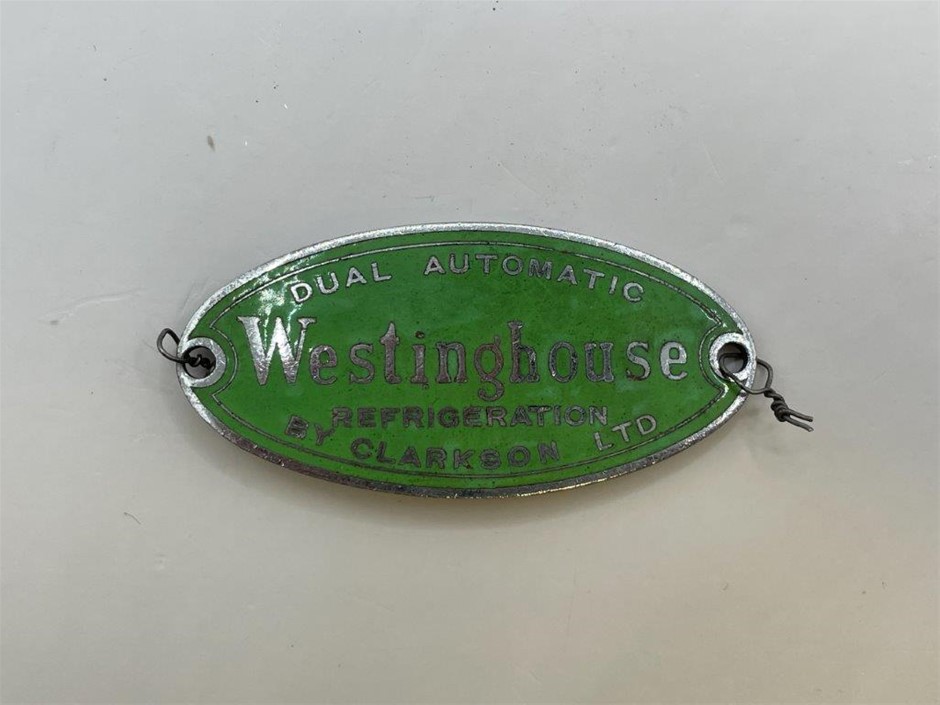 DUAL AUTOMATIC
Westinghouse
REFRIGERATION
BY CLARKSON LTD